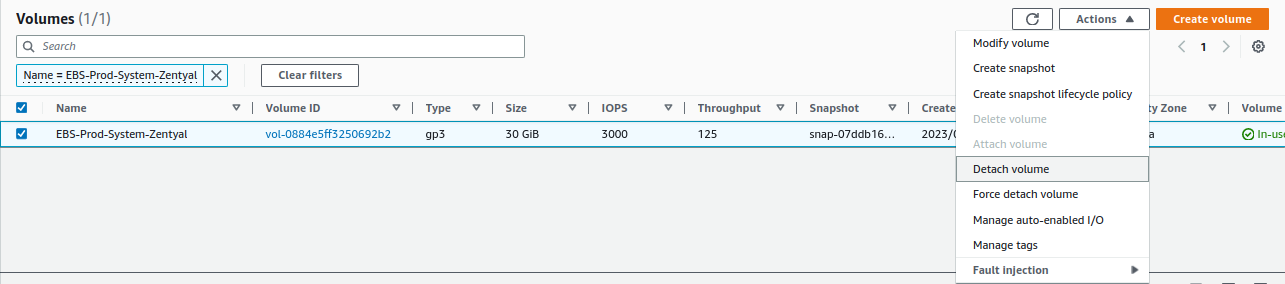 Volumes (1/1)
Actions
Create volume
Search
1
Name = EBS-Prod-System-Zentyal
Clear filters
Modify volume
Create snapshot
Create snapshot lifecycle policy
Delete volume
Attach volume
Detach volume
Force detach volume
Manage auto-enabled I/O
Manage tags
Fault injection
Name Volume ID Type Size IOPS Throughput Snapshot Create Zone Volume
EBS-Prod-System-Zentyal vol-0884e5ff3250692b2 gp3 30 GiB 3000 125 snap-07ddb16... 2023/ a In-use